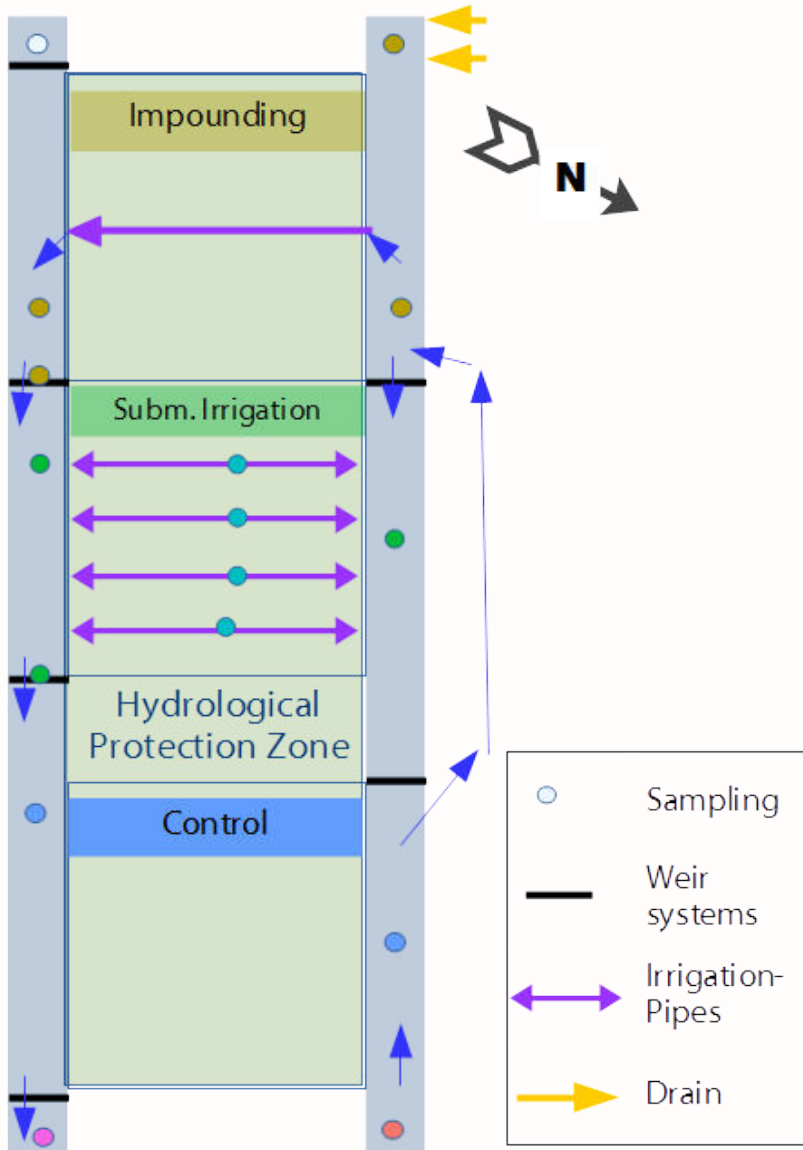 Impounding
N
Subm. Irrigation
Hydrological
Protection Zone
Control
Sampling
Weir
systems
Irrigation-
Pipes
Drain